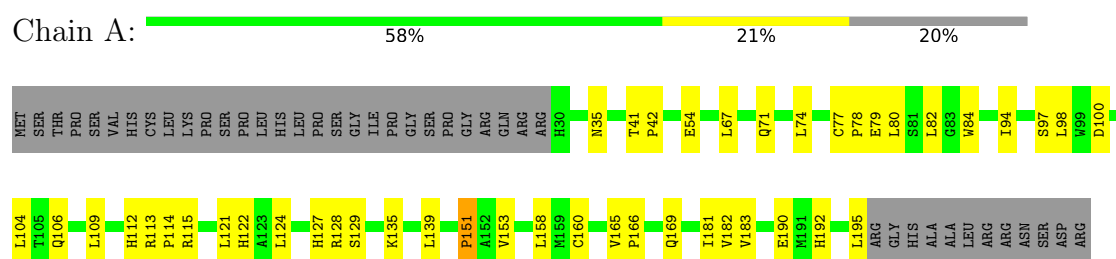 Chain A:
58% 21% 20%
MET SER THR PRO SER VAL HIS CYS LEU LYS PRO SER PRO LEU HIS LEU PRO SER GLY ILE PRO GLY SER PRO GLY ARG GLN ARG ARG H30 N35 T41 P42 E54 L67 Q71 L74 C77 P78 E79 L80 S81 L82 G83 W84 I94 S97 L98 W99 D100
L104 T105 Q106 L109 H112 R113 P114 R115 L121 H122 A123 L124 H127 R128 S129 K135 L139 P151 A152 V153 L158 M159 C160 V165 P166 Q169 I181 V182 V183 E190 M191 H192 L195 ARG GLY HIS ALA ALA LEU ARG ARG ASN SER ASP ARG